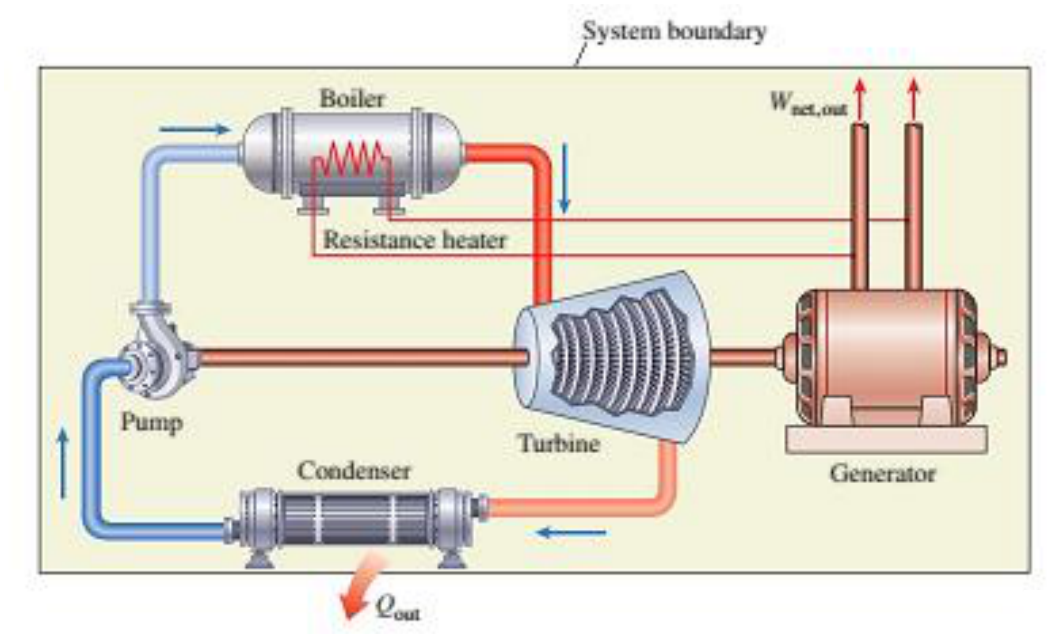 System boundary
Boiler
Wnet,out
Resistance heater
Pump
Turbine
Condenser
Generator
Qout